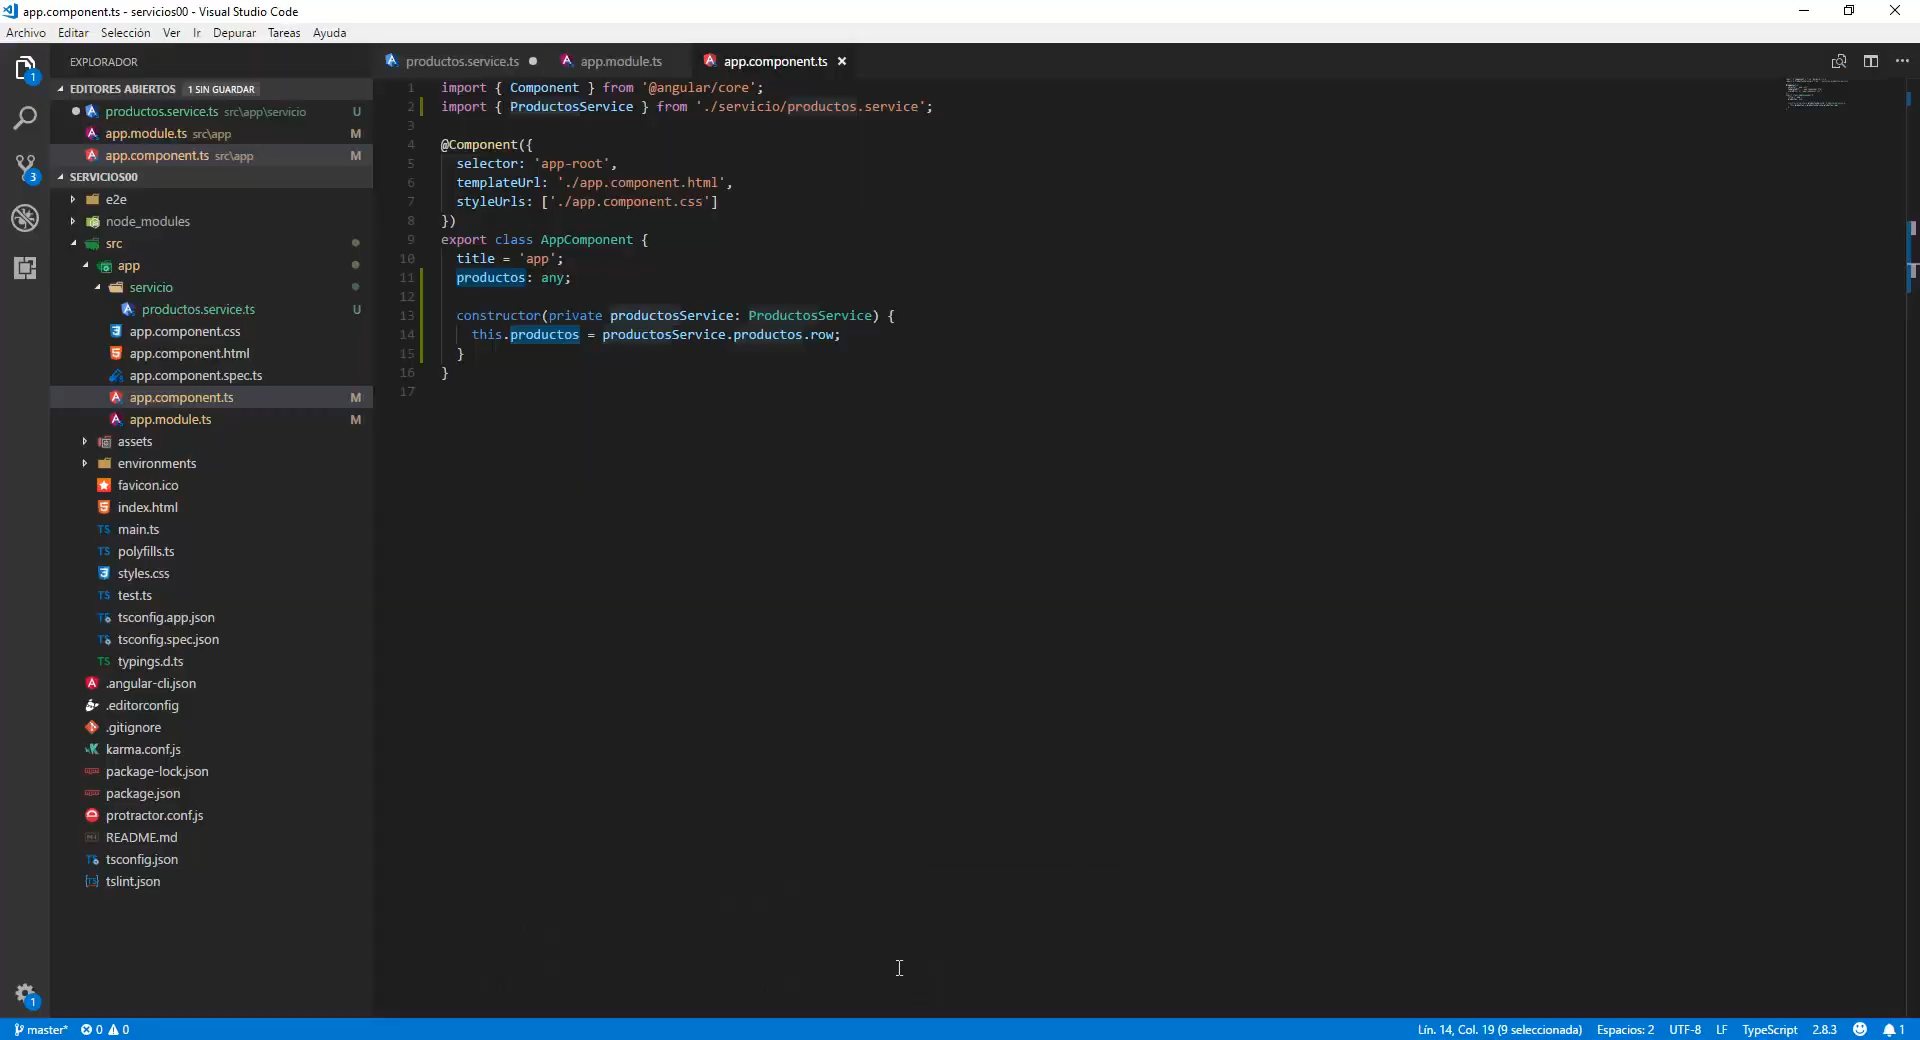 app.component.ts - servicios00 - Visual Studio Code
Archivo Editar Selección Ver Ir Depurar Tareas Ayuda
EXPLORADOR
1
EDITORES ABIERTOS 1 SIN GUARDAR
productos.service.ts src\app\servicio U
app.module.ts src\app M
app.component.ts src\app M
3
SERVICIOS00
e2e
node_modules
src
app
servicio
productos.service.ts U
app.component.css
app.component.html
app.component.spec.ts
app.component.ts M
app.module.ts M
assets
environments
favicon.ico
index.html
TS main.ts
TS polyfills.ts
styles.css
TS test.ts
tsconfig.app.json
tsconfig.spec.json
TS typings.d.ts
.angular-cli.json
.editorconfig
.gitignore
karma.conf.js
package-lock.json
package.json
protractor.conf.js
README.md
tsconfig.json
tslint.json
1
productos.service.ts app.module.ts app.component.ts
1 import { Component } from '@angular/core';
2 import { ProductosService } from './servicio/productos.service';
3
4 @Component({
5 selector: 'app-root',
6 templateUrl: './app.component.html',
7 styleUrls: ['./app.component.css']
8 })
9 export class AppComponent {
10 title = 'app';
11 productos: any;
12
13 constructor(private productosService: ProductosService) {
14 this.productos = productosService.productos.row;
15 }
16 }
17
master* 0 0 Lín. 14, Col. 19 (9 seleccionada) Espacios: 2 UTF-8 LF TypeScript 2.8.3 1